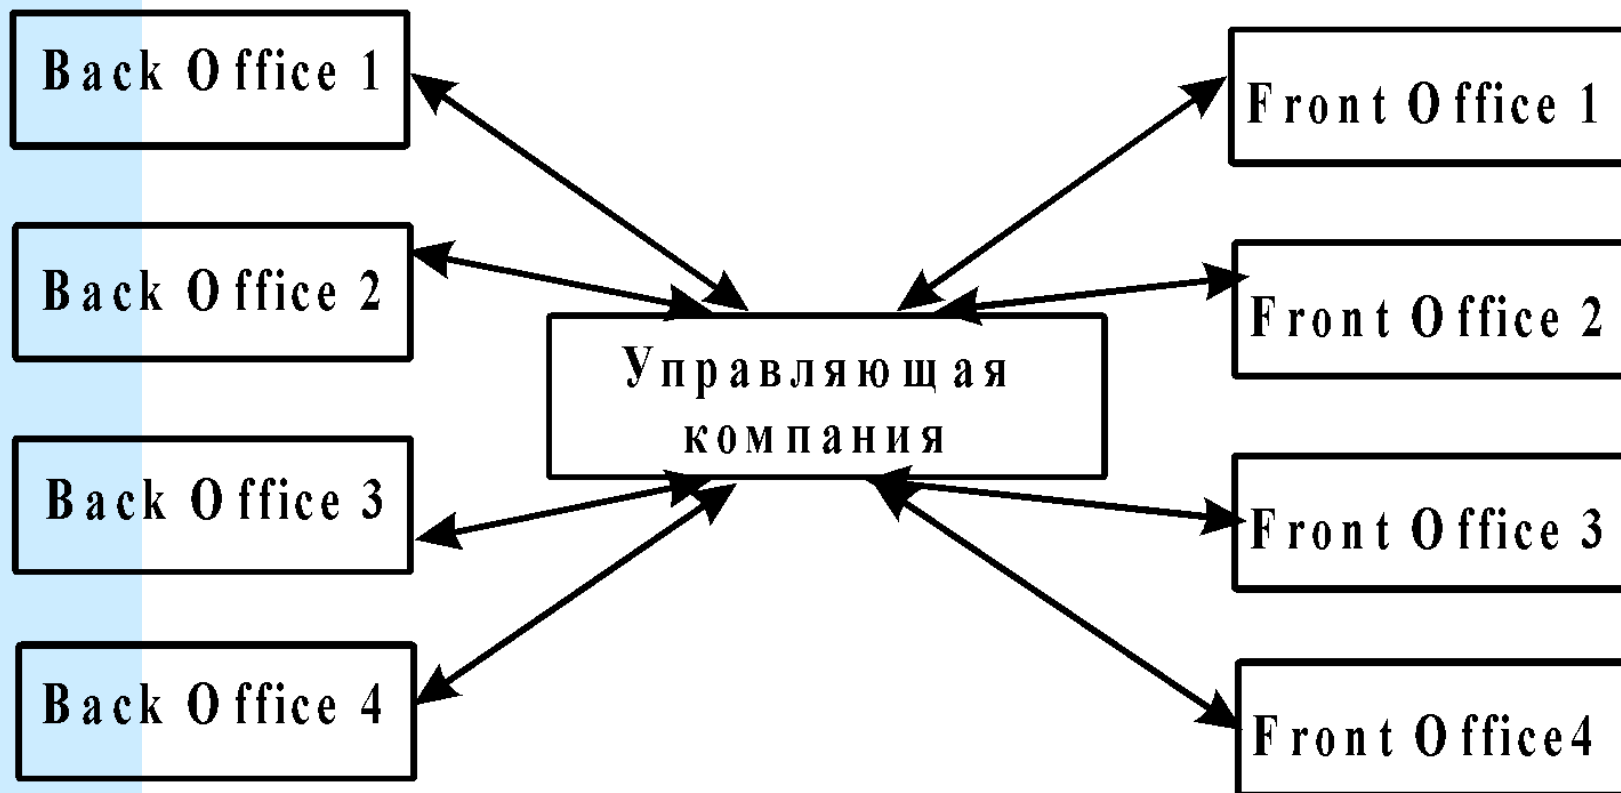 Back Office 1
Front Office 1
Back Office 2
Front Office 2
Управляющая
компания
Back Office 3
Front Office 3
Back Office 4
Front Office4